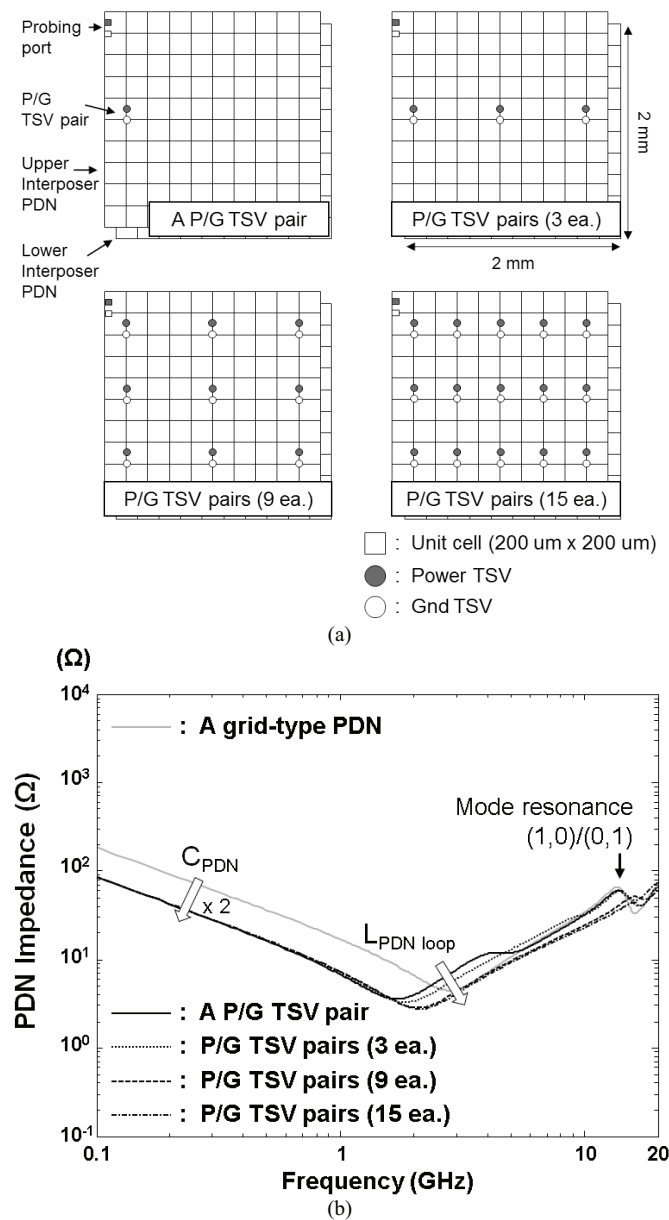 Probing
port
P/G
TSV pair
Upper
Interposer
PDN
Lower
Interposer
PDN
A P/G TSV pair
P/G TSV pairs (3 ea.)
2 mm
2 mm
P/G TSV pairs (9 ea.)
P/G TSV pairs (15 ea.)
: Unit cell (200 um x 200 um)
: Power TSV
: Gnd TSV
(a)
(Ω)
PDN Impedance (Ω)
10^4
10^3
10^2
10^1
10^0
10^-1
: A grid-type PDN
Mode resonance
(1,0)/(0,1)
C_PDN
x 2
L_PDN loop
: A P/G TSV pair
: P/G TSV pairs (3 ea.)
: P/G TSV pairs (9 ea.)
: P/G TSV pairs (15 ea.)
0.1 1 10 20
Frequency (GHz)
(b)